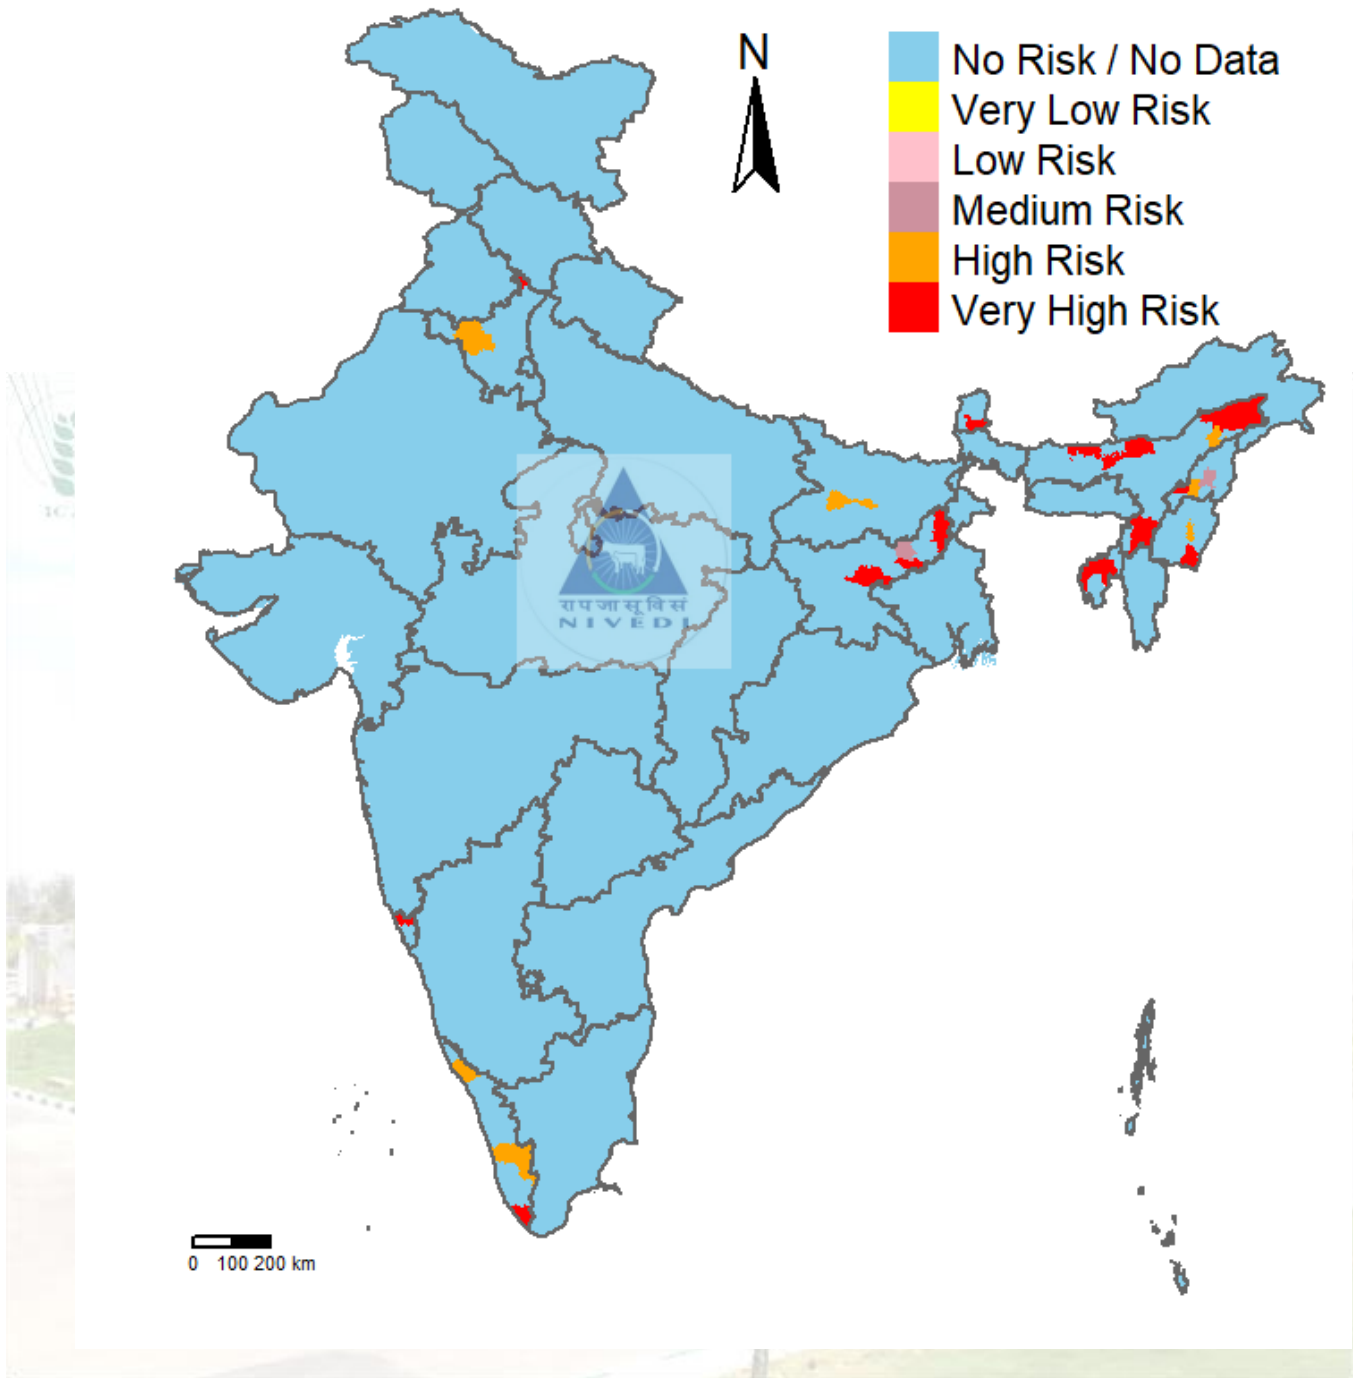 N
No Risk / No Data
Very Low Risk
Low Risk
Medium Risk
High Risk
Very High Risk
राप जा सू वि सं
NIVEDI
0 100 200 km